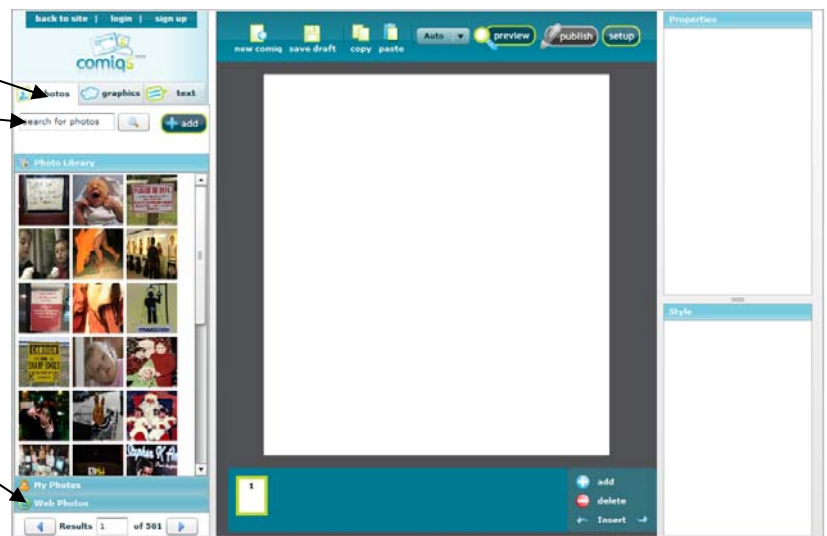 back to site | login | sign up
comiqs
new comiq save draft copy paste Auto preview publish setup
photos graphics text
search for photos add
Photo Library
My Photos
Web Photos
Results 1 of 561
1
add
delete
Insert
Properties
Style